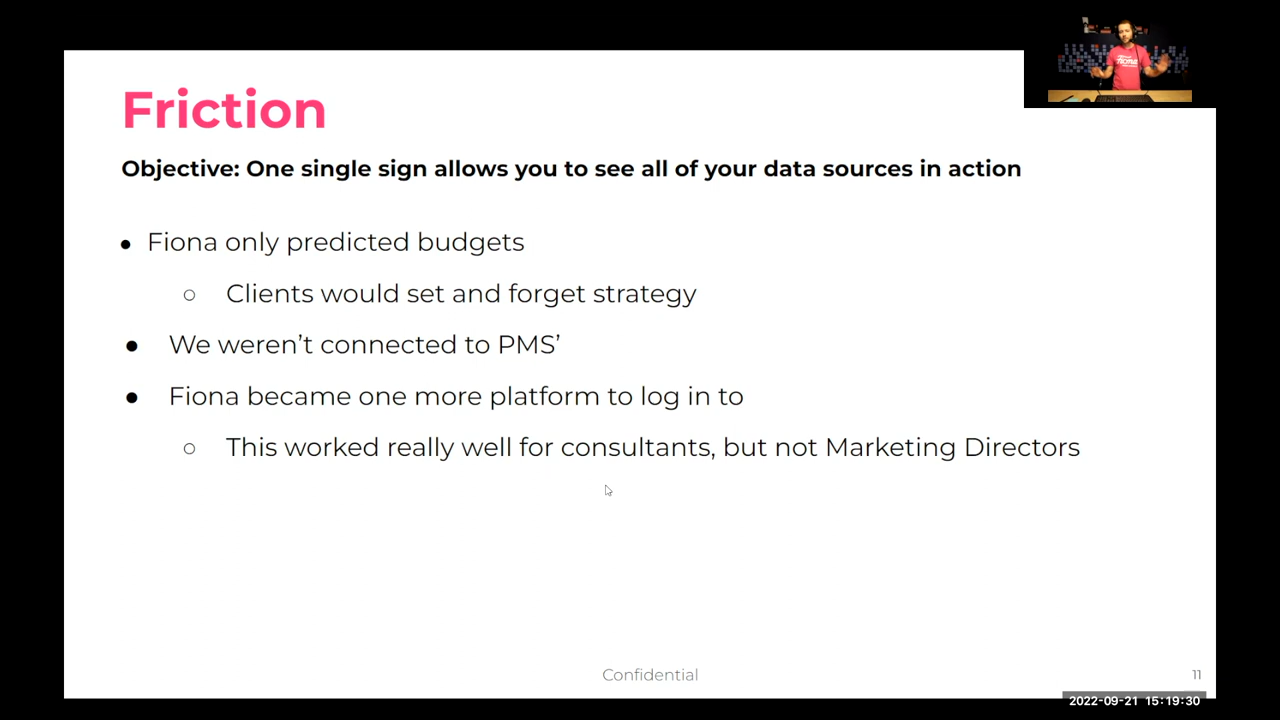 Friction
Objective: One single sign allows you to see all of your data sources in action
● Fiona only predicted budgets
○ Clients would set and forget strategy
● We weren’t connected to PMS’
● Fiona became one more platform to log in to
○ This worked really well for consultants, but not Marketing Directors
Confidential
11
2022-09-21 15:19:30